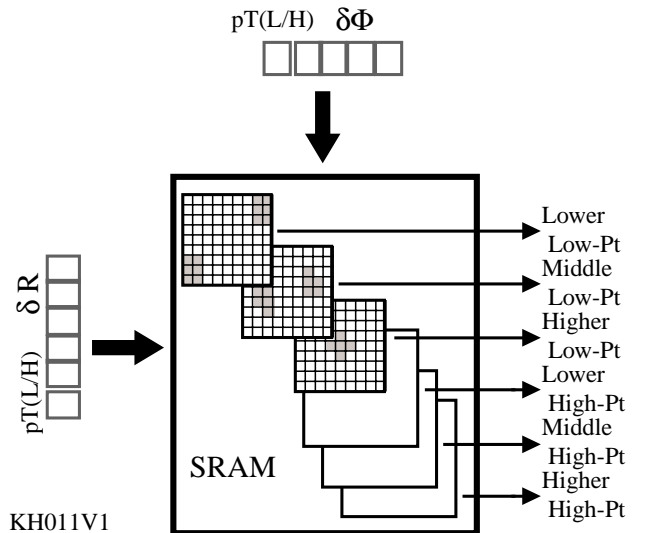 pT(L/H) δΦ
Lower
Low-Pt
Middle
Low-Pt
Higher
Low-Pt
Lower
High-Pt
Middle
High-Pt
Higher
High-Pt
pT(L/H) δR
SRAM
KH011V1